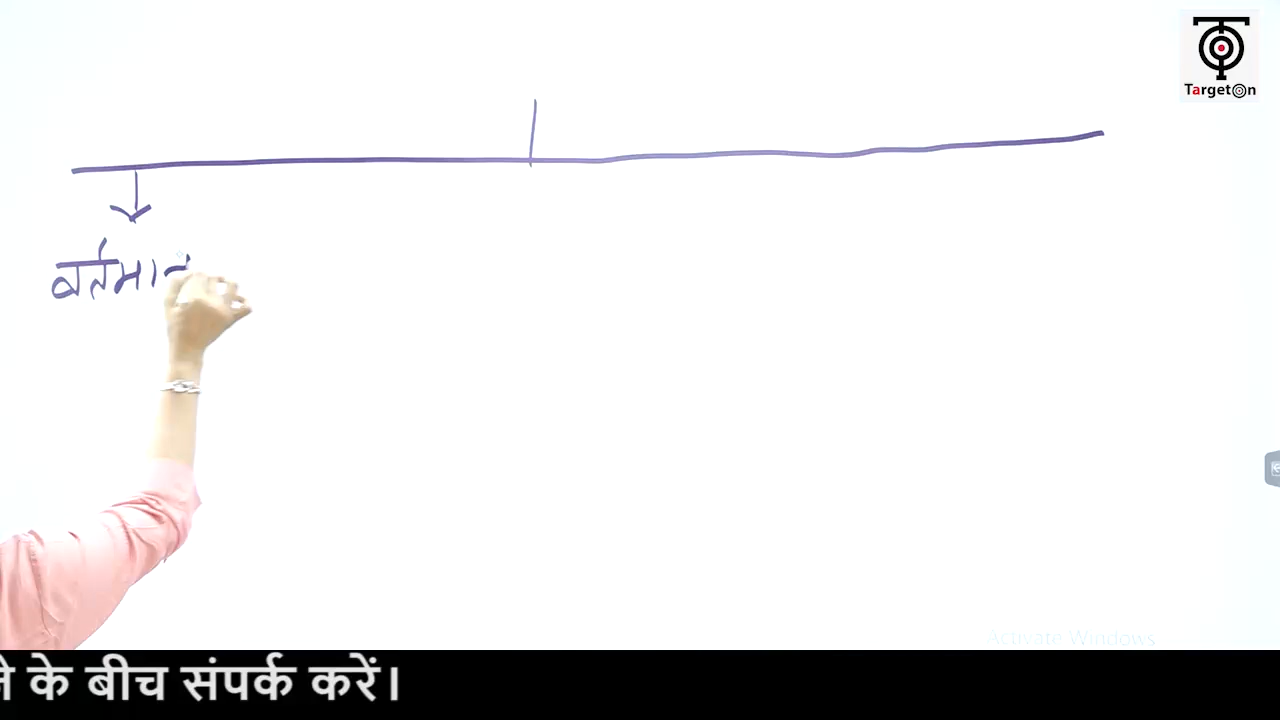 TargetOn
वर्तमान
Activate Windows
के बीच संपर्क करें।